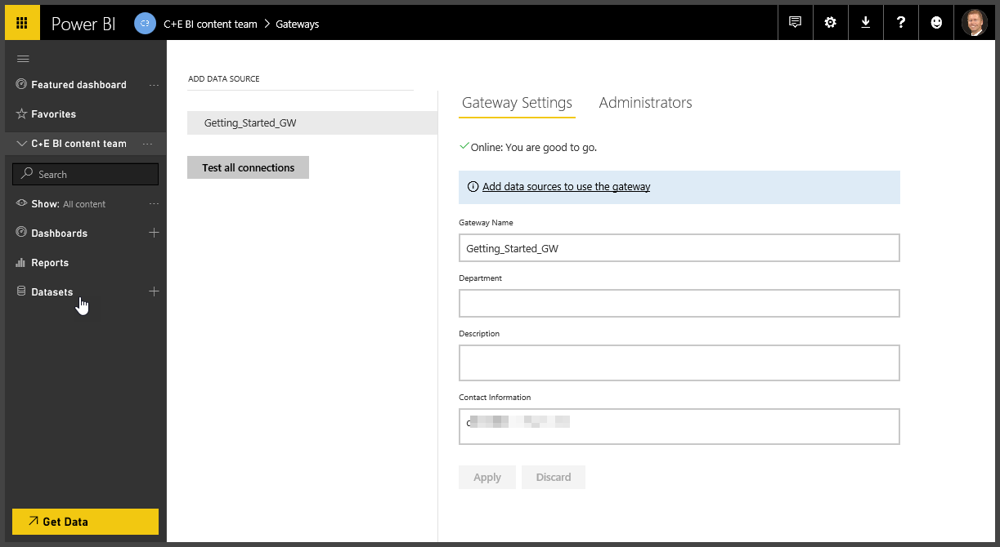 Power BI C3 C+E BI content team > Gateways
Featured dashboard ...
Favorites
C+E BI content team ...
Search
Show: All content ...
Dashboards +
Reports
Datasets +
Get Data
ADD DATA SOURCE
Getting_Started_GW
Test all connections
Gateway Settings Administrators
Online: You are good to go.
Add data sources to use the gateway
Gateway Name
Getting_Started_GW
Department
Description
Contact Information
Apply Discard